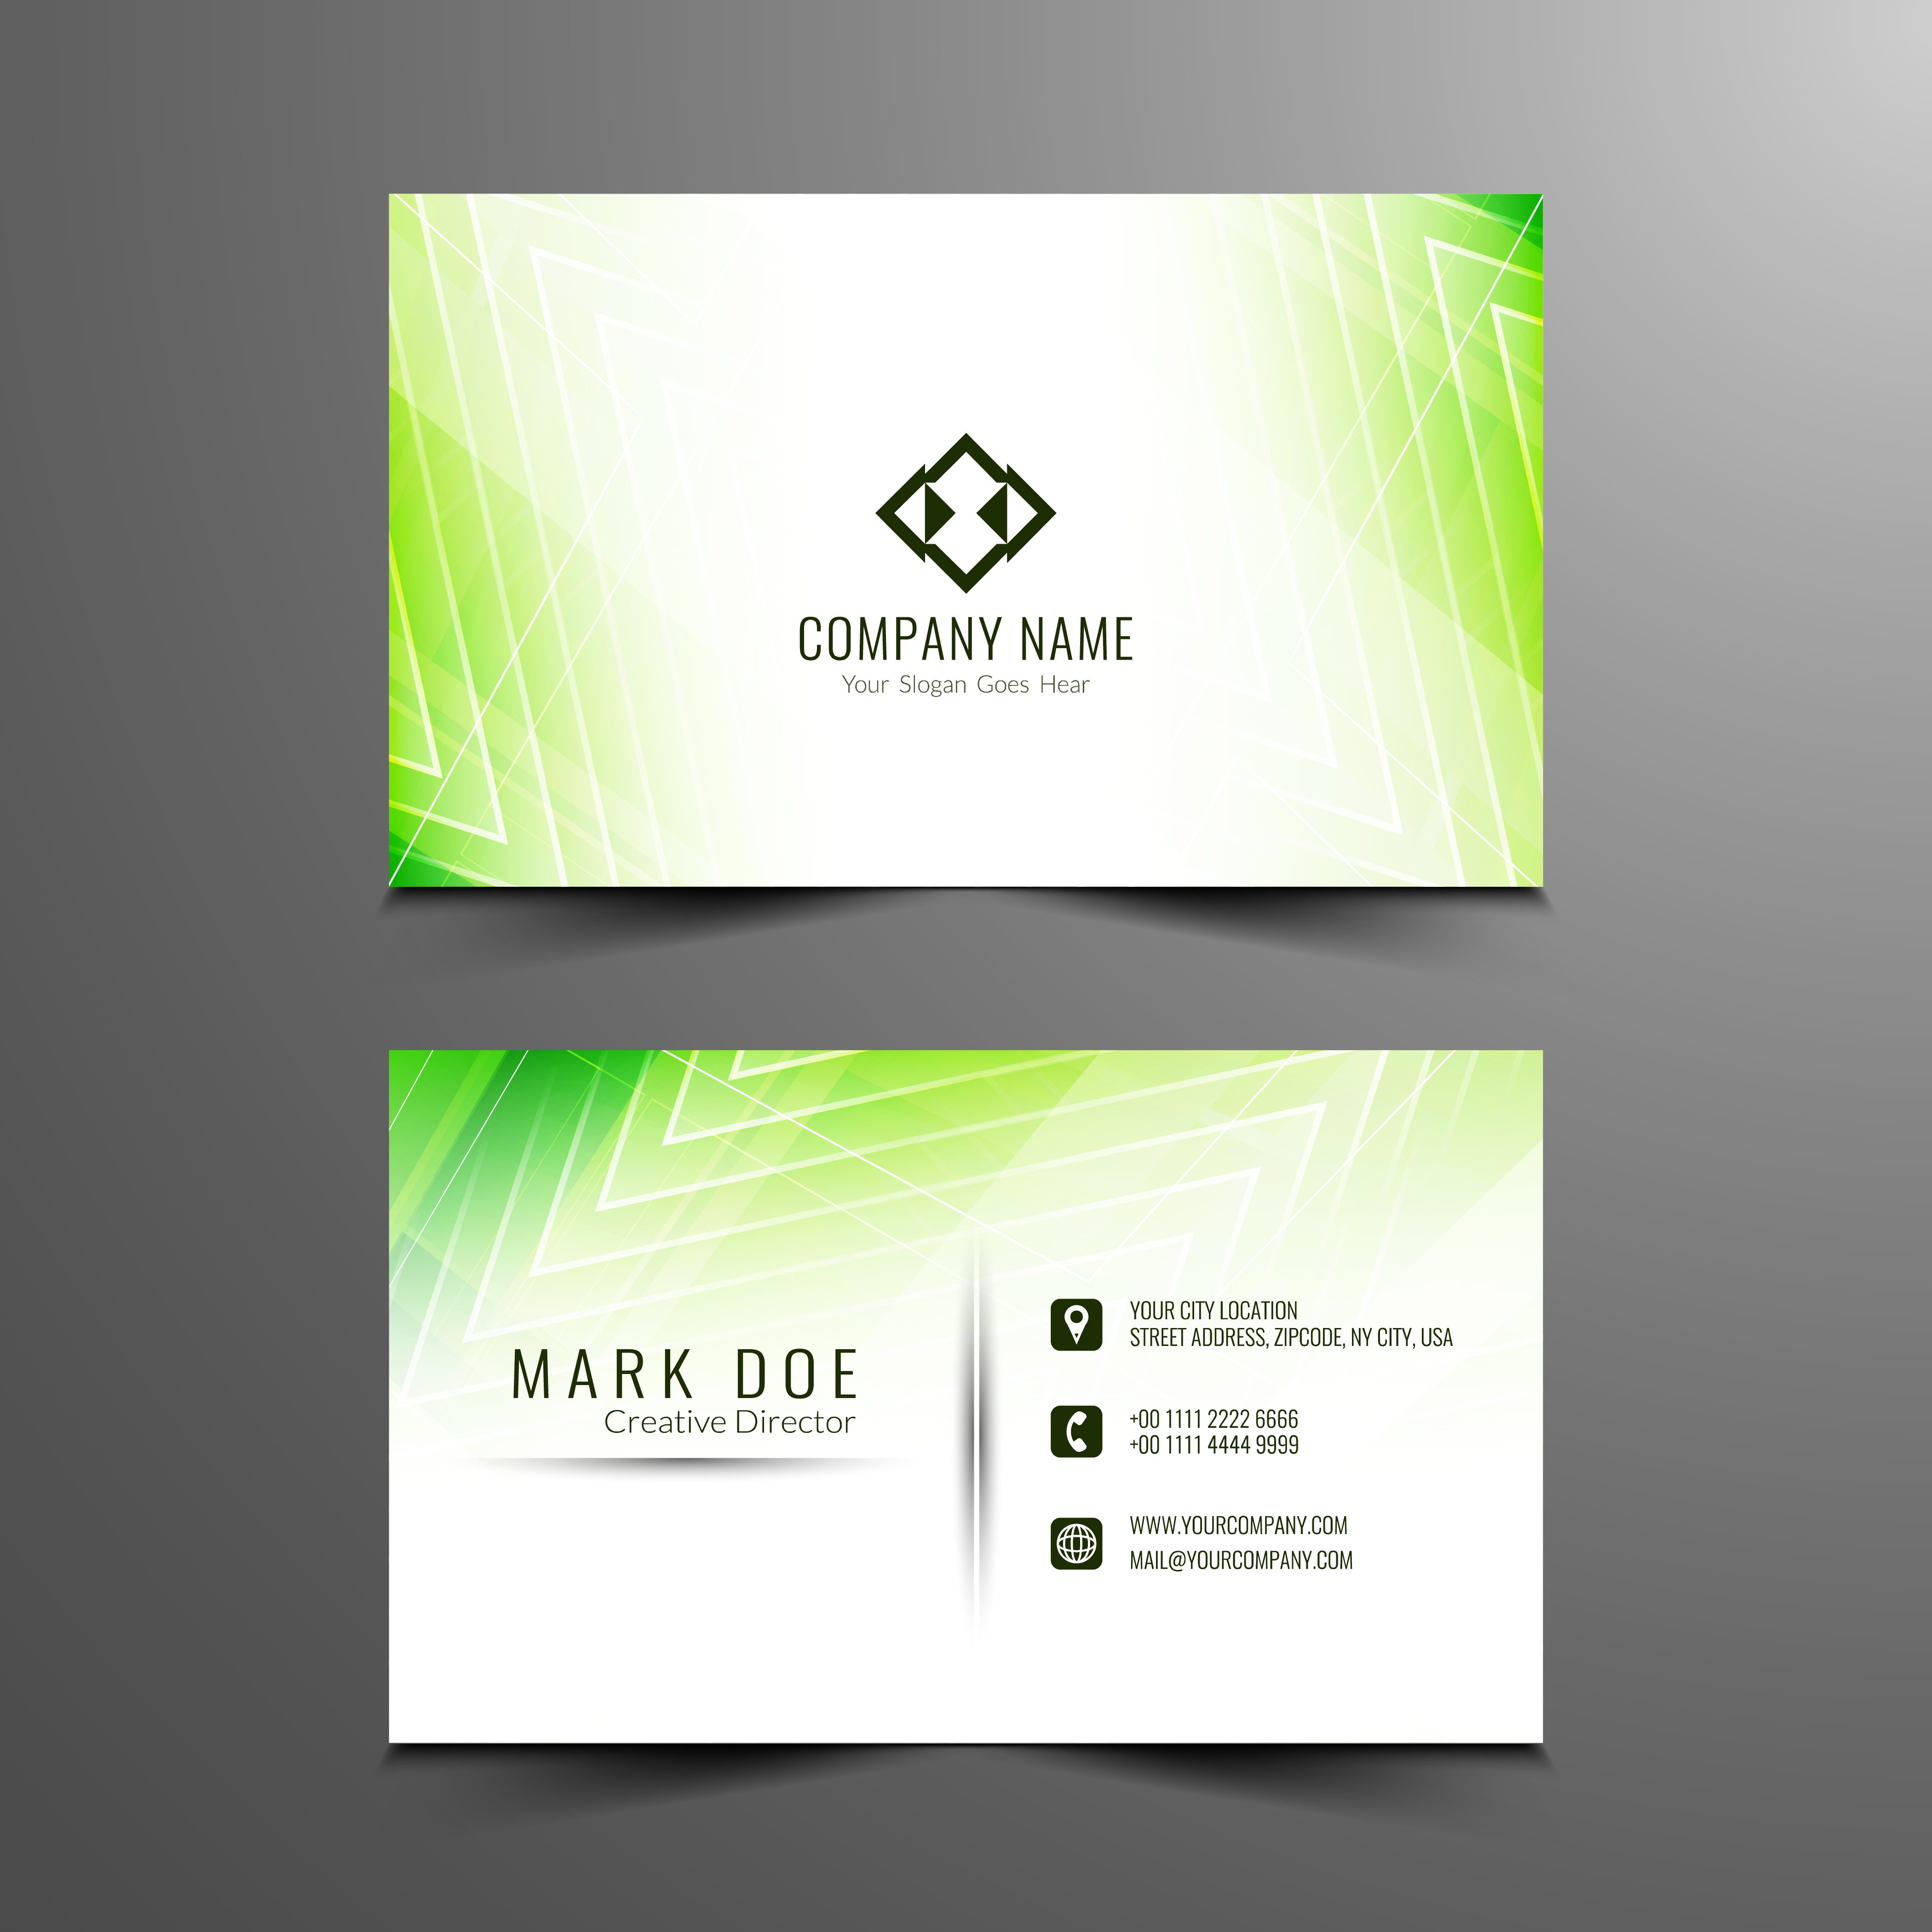 COMPANY NAME
Your Slogan Goes Hear
MARK DOE
Creative Director
YOUR CITY LOCATION
STREET ADDRESS, ZIPCODE, NY CITY, USA
+00 1111 2222 6666
+00 1111 4444 9999
WWW.YOURCOMPANY.COM
MAIL@YOURCOMPANY.COM